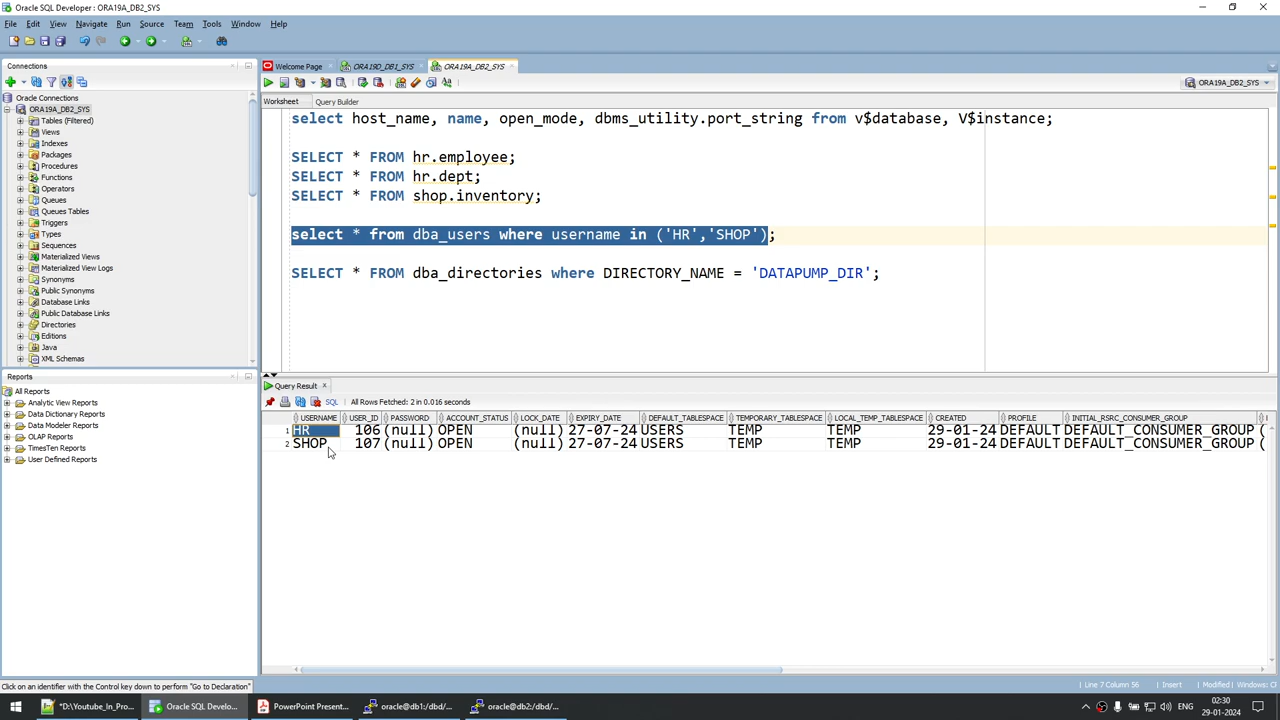 Oracle SQL Developer : ORA19A_DB2_SYS
File Edit View Navigate Run Source Team Tools Window Help
Connections
Welcome Page ORA19D_DB1_SYS ORA19A_DB2_SYS
ORA19A_DB2_SYS
Worksheet Query Builder
Oracle Connections
ORA19A_DB2_SYS
Tables (Filtered)
Views
Indexes
Packages
Procedures
Functions
Operators
Queues
Queues Tables
Triggers
Types
Sequences
Materialized Views
Materialized View Logs
Synonyms
Public Synonyms
Database Links
Public Database Links
Directories
Editions
Java
XML Schemas
select host_name, name, open_mode, dbms_utility.port_string from v$database, V$instance;
SELECT * FROM hr.employee;
SELECT * FROM hr.dept;
SELECT * FROM shop.inventory;
select * from dba_users where username in ('HR','SHOP');
SELECT * FROM dba_directories where DIRECTORY_NAME = 'DATAPUMP_DIR';
Reports
All Reports
Analytic View Reports
Data Dictionary Reports
Data Modeler Reports
OLAP Reports
TimesTen Reports
User Defined Reports
Query Result
SQL | All Rows Fetched: 2 in 0.016 seconds
USERNAME USER_ID PASSWORD ACCOUNT_STATUS LOCK_DATE EXPIRY_DATE DEFAULT_TABLESPACE TEMPORARY_TABLESPACE LOCAL_TEMP_TABLESPACE CREATED PROFILE INITIAL_RSRC_CONSUMER_GROUP
1 HR 106 (null) OPEN (null) 27-07-24 USERS TEMP TEMP 29-01-24 DEFAULT DEFAULT_CONSUMER_GROUP (
2 SHOP 107 (null) OPEN (null) 27-07-24 USERS TEMP TEMP 29-01-24 DEFAULT DEFAULT_CONSUMER_GROUP (
Click on an identifier with the Control key down to perform "Go to Declaration"
Line 7 Column 56 Insert Modified Windows: Cl
*D:\Youtube_In_Pro... Oracle SQL Develo... PowerPoint Present... oracle@db1:/dbd/... oracle@db2:/dbd/...
ENG
02:30
29-01-2024